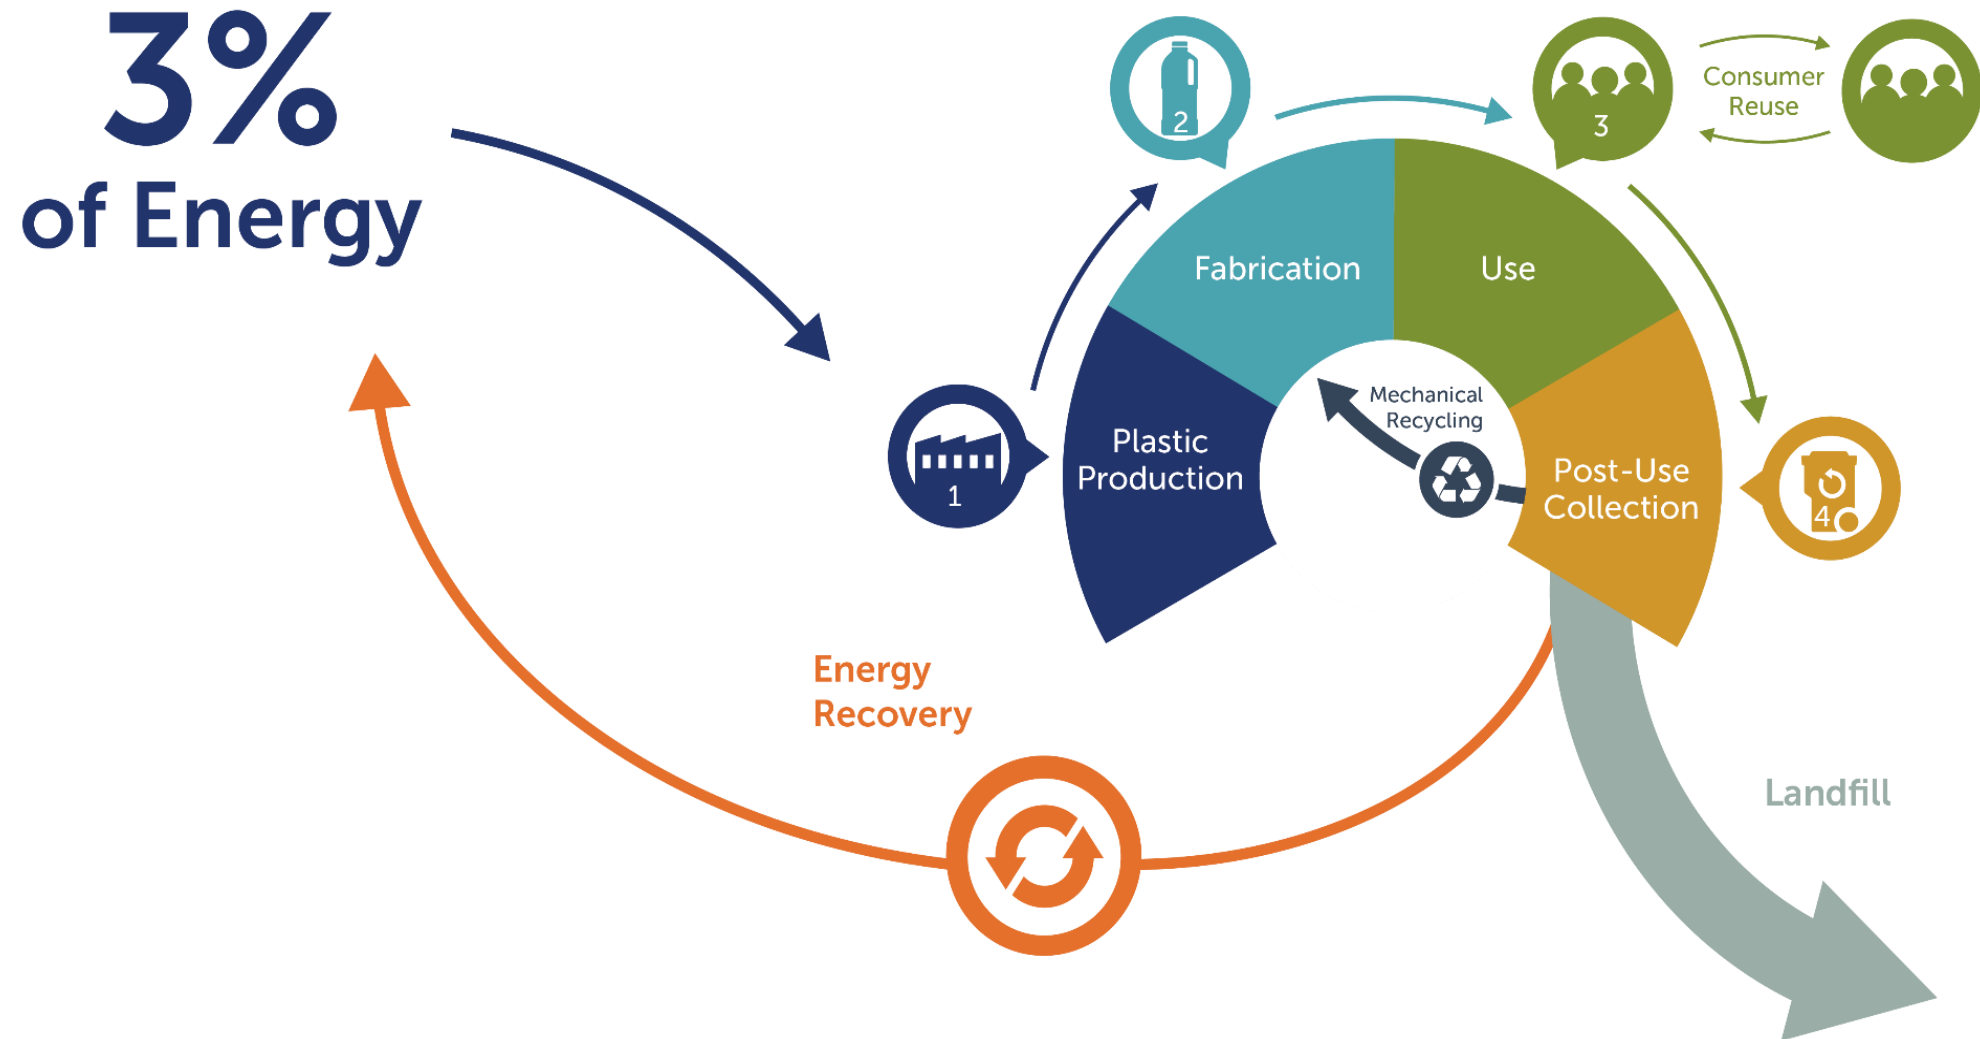 3%
of Energy
2
3
Consumer
Reuse
Fabrication
Use
Mechanical
Recycling
Plastic
Production
1
Post-Use
Collection
4
Energy
Recovery
Landfill